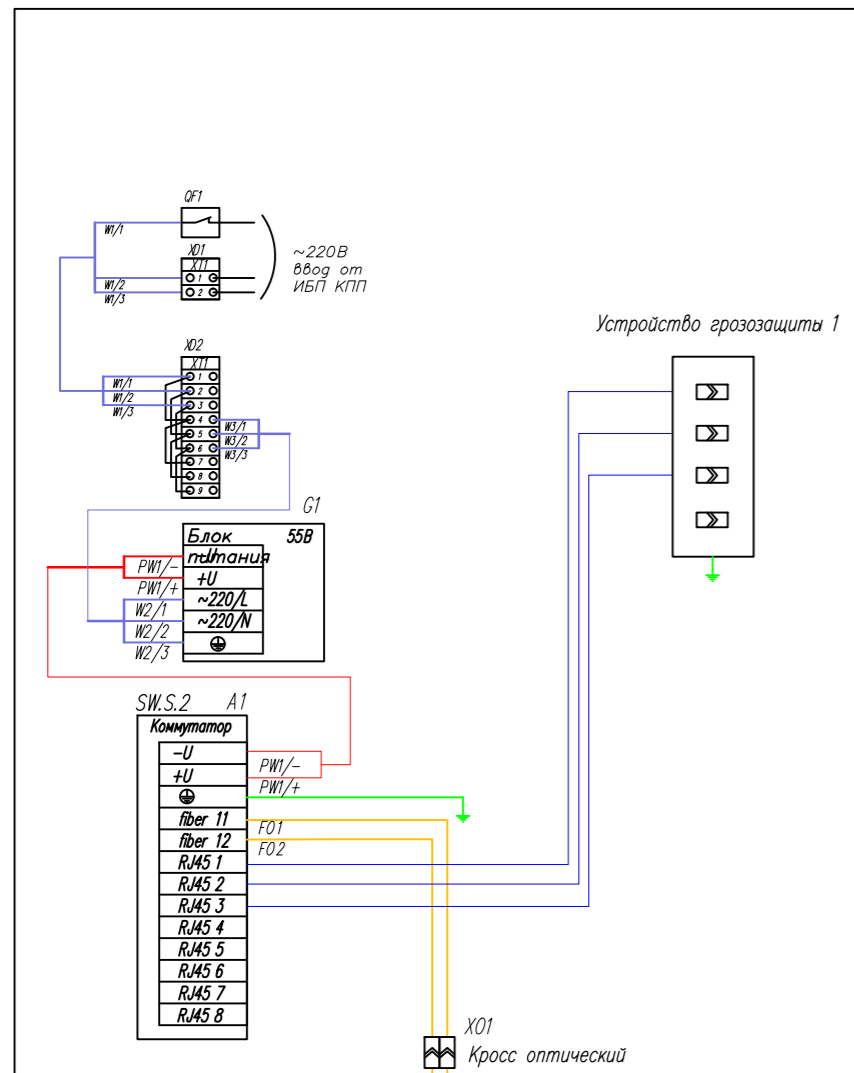 QF1
W1/1
XD1
XT1
1
2
W1/2
W1/3
~220В
ввод от
ИБП КПП
Устройство грозозащиты 1
XD2
XT1
1
2
3
4
5
6
7
8
9
W1/1
W1/2
W1/3
W3/1
W3/2
W3/3
G1
Блок 55В
питания
-U
+U
~220/L
~220/N
PW1/-
PW1/+
W2/1
W2/2
W2/3
SW.S.2 A1
Коммутатор
-U
+U
fiber 11
fiber 12
RJ45 1
RJ45 2
RJ45 3
RJ45 4
RJ45 5
RJ45 6
RJ45 7
RJ45 8
PW1/-
PW1/+
FO1
FO2
XO1
Кросс оптический